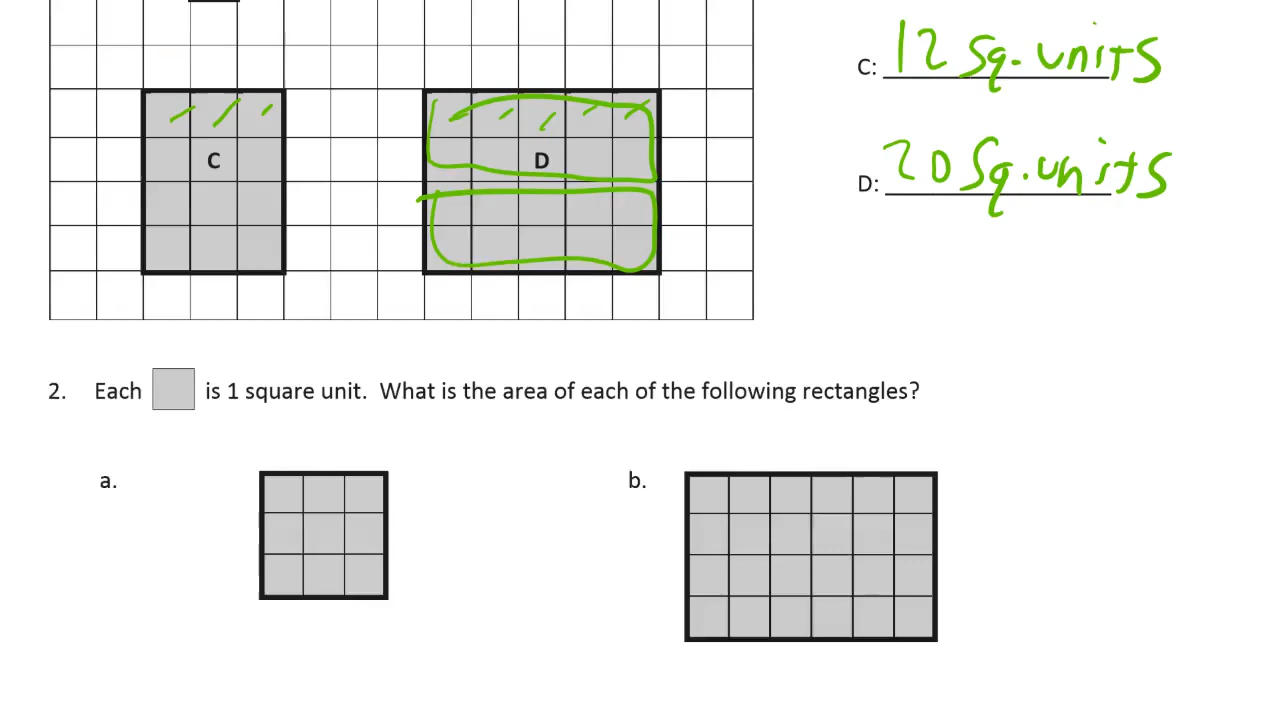 C: 12 sq. units
C
D
D: 20 Sq. units
2. Each is 1 square unit. What is the area of each of the following rectangles?
a.
b.